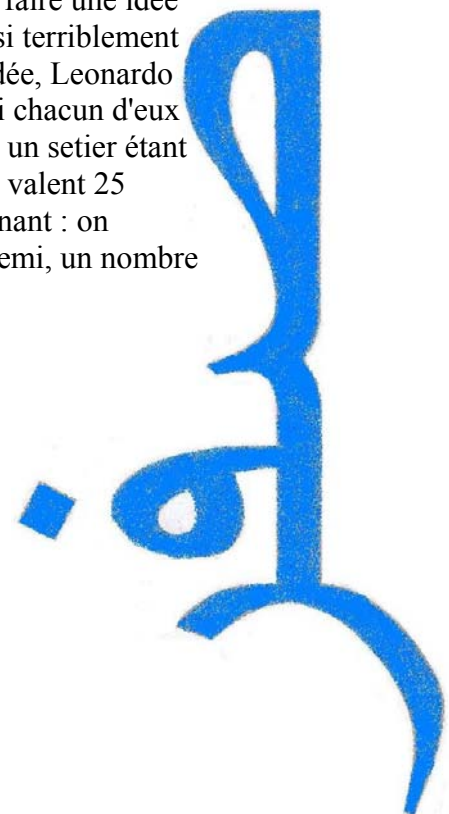 faire une idée
si terriblement
dée, Leonardo
i chacun d'eux
un setier étant
valent 25
nant : on
emi, un nombre
صفر